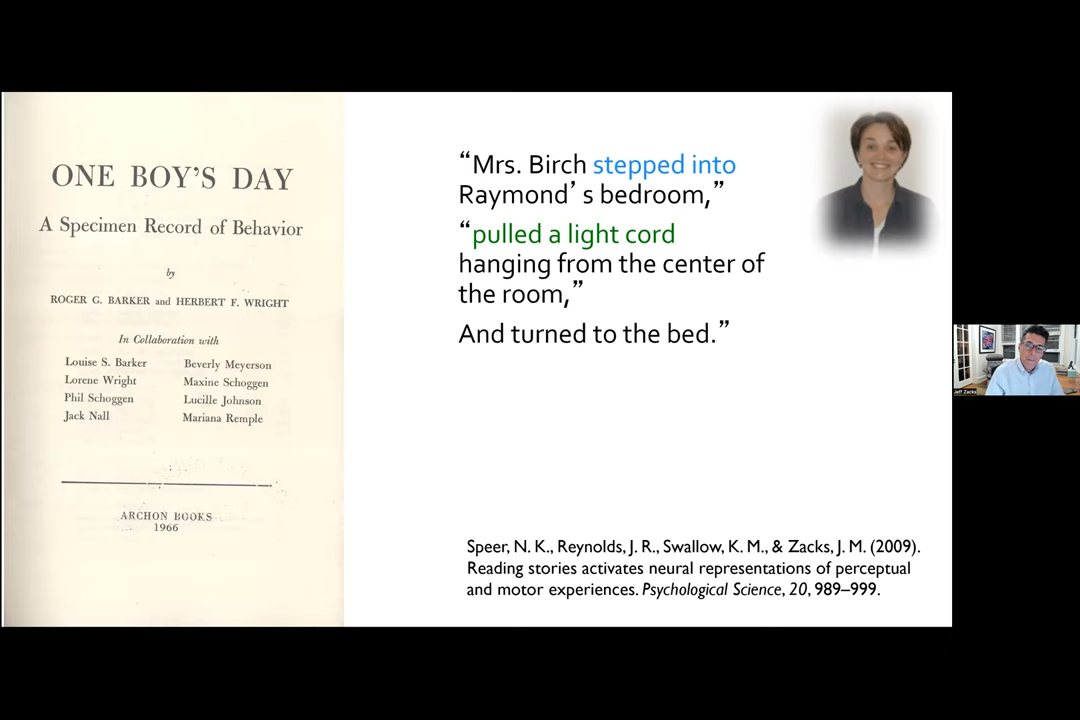 ONE BOY'S DAY
A Specimen Record of Behavior
by
ROGER G. BARKER and HERBERT F. WRIGHT
In Collaboration with
Louise S. Barker
Lorene Wright
Phil Schoggen
Jack Nall
Beverly Meyerson
Maxine Schoggen
Lucille Johnson
Mariana Remple
ARCHON BOOKS
1966
“Mrs. Birch stepped into
Raymond’s bedroom,”
“pulled a light cord
hanging from the center of
the room,”
And turned to the bed.”
Speer, N. K., Reynolds, J. R., Swallow, K. M., & Zacks, J. M. (2009).
Reading stories activates neural representations of perceptual
and motor experiences. Psychological Science, 20, 989–999.
Jeff Zacks